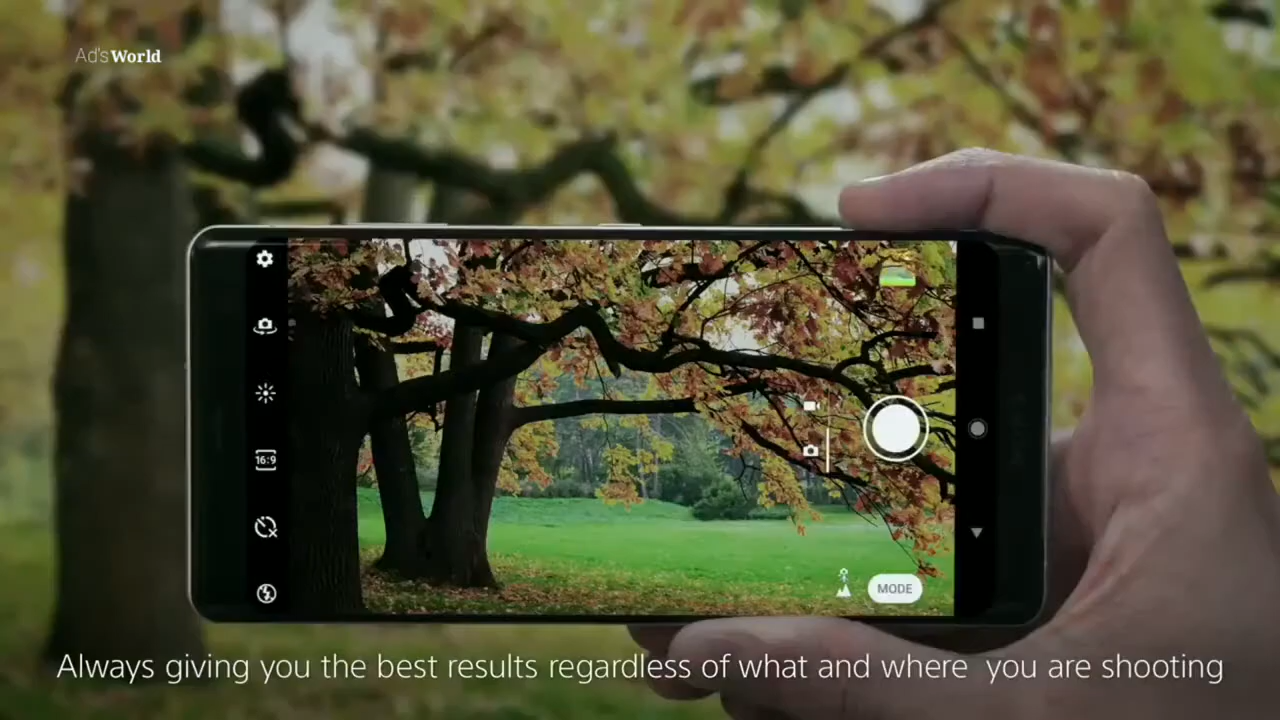 Ad's World
16:9
MODE
Always giving you the best results regardless of what and where you are shooting